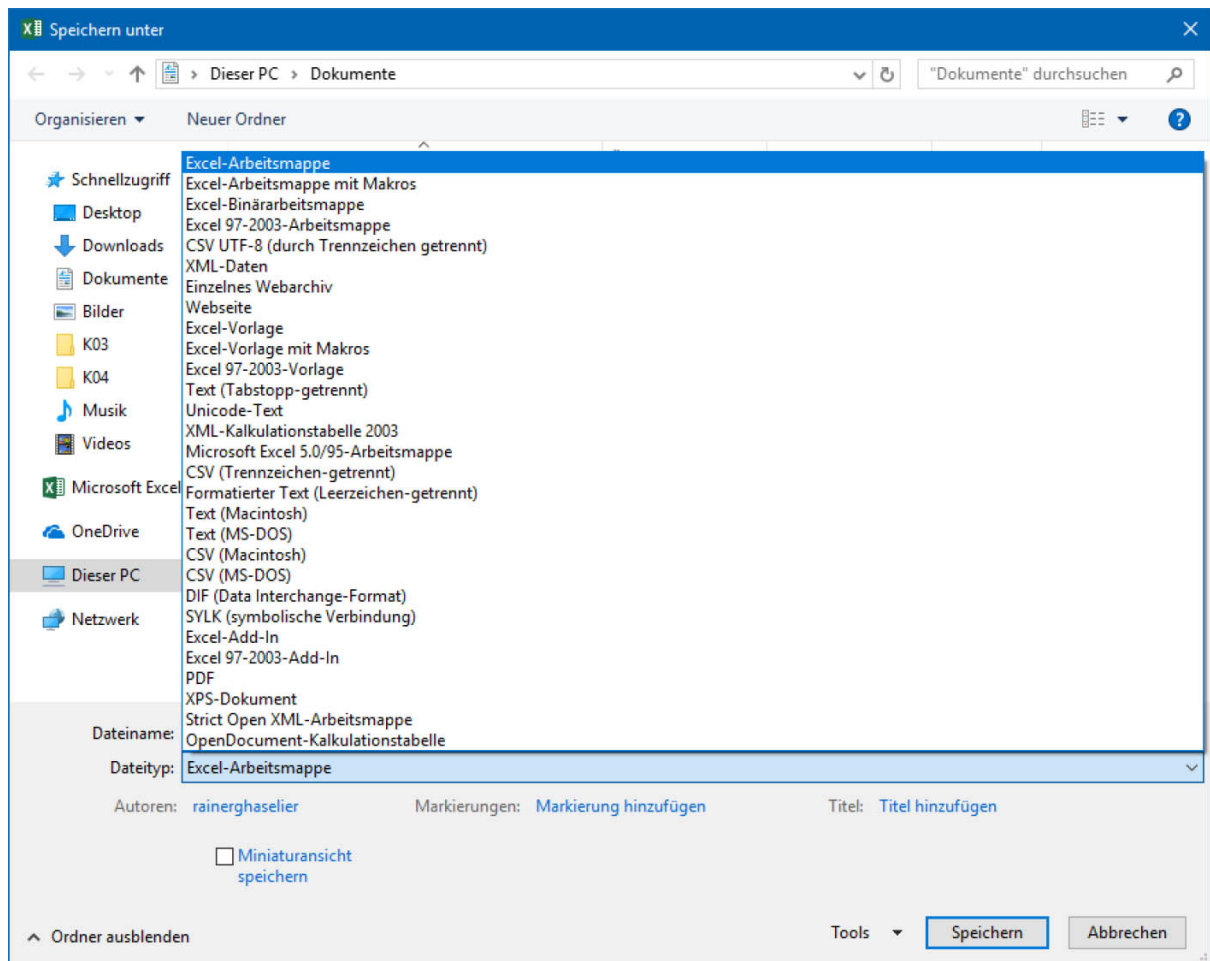 Speichern unter
Dieser PC > Dokumente
"Dokumente" durchsuchen
Organisieren
Neuer Ordner
Schnellzugriff
Desktop
Downloads
Dokumente
Bilder
K03
K04
Musik
Videos
Microsoft Excel
OneDrive
Dieser PC
Netzwerk
Excel-Arbeitsmappe
Excel-Arbeitsmappe mit Makros
Excel-Binärarbeitsmappe
Excel 97-2003-Arbeitsmappe
CSV UTF-8 (durch Trennzeichen getrennt)
XML-Daten
Einzelnes Webarchiv
Webseite
Excel-Vorlage
Excel-Vorlage mit Makros
Excel 97-2003-Vorlage
Text (Tabstopp-getrennt)
Unicode-Text
XML-Kalkulationstabelle 2003
Microsoft Excel 5.0/95-Arbeitsmappe
CSV (Trennzeichen-getrennt)
Formatierter Text (Leerzeichen-getrennt)
Text (Macintosh)
Text (MS-DOS)
CSV (Macintosh)
CSV (MS-DOS)
DIF (Data Interchange-Format)
SYLK (symbolische Verbindung)
Excel-Add-In
Excel 97-2003-Add-In
PDF
XPS-Dokument
Strict Open XML-Arbeitsmappe
OpenDocument-Kalkulationstabelle
Dateiname:
Dateityp: Excel-Arbeitsmappe
Autoren: rainerghaselier
Markierungen: Markierung hinzufügen
Titel: Titel hinzufügen
Miniaturansicht
speichern
Ordner ausblenden
Tools
Speichern
Abbrechen